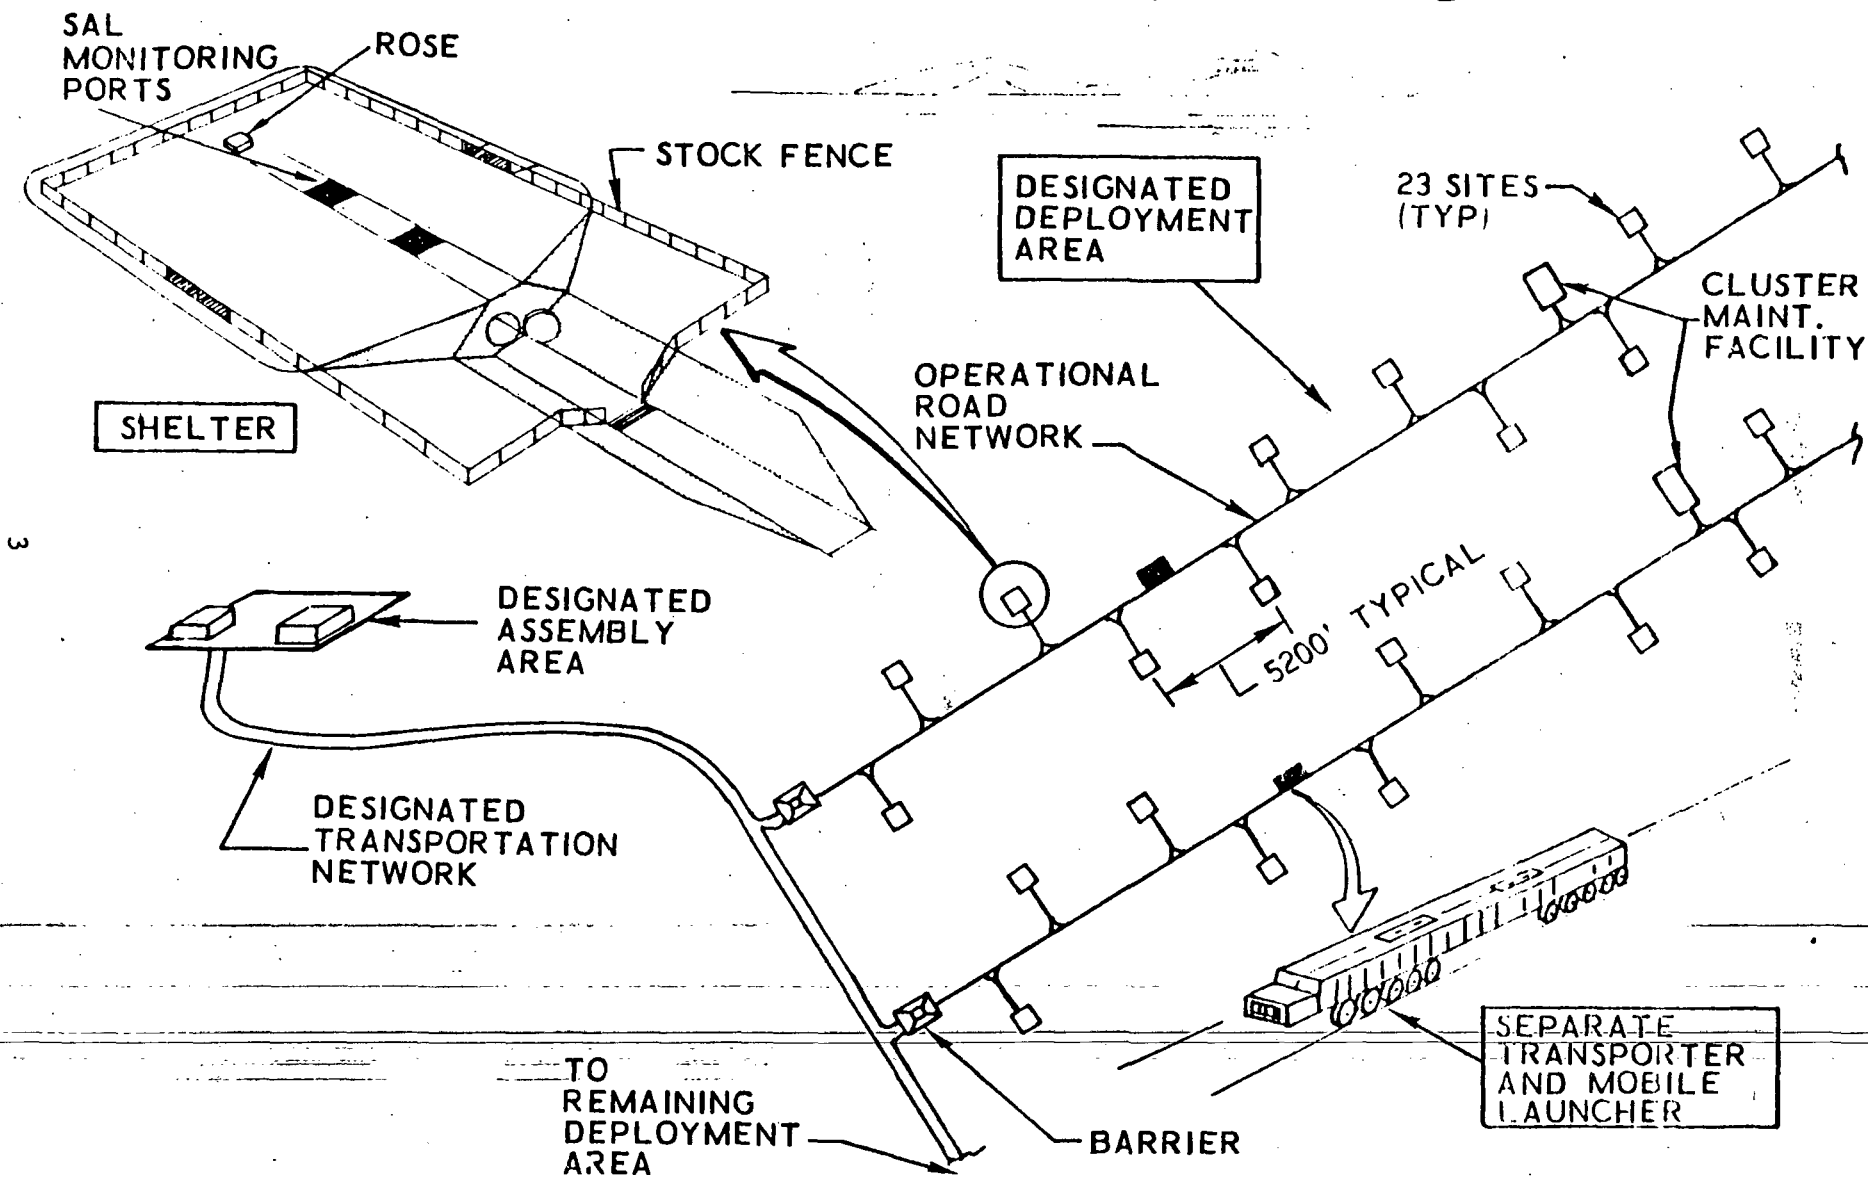 SAL
MONITORING
PORTS
ROSE
STOCK FENCE
DESIGNATED
DEPLOYMENT
AREA
23 SITES
(TYP)
CLUSTER
MAINT.
FACILITY
OPERATIONAL
ROAD
NETWORK
SHELTER
3
DESIGNATED
ASSEMBLY
AREA
5200' TYPICAL
DESIGNATED
TRANSPORTATION
NETWORK
SEPARATE
TRANSPORTER
AND MOBILE
LAUNCHER
TO
REMAINING
DEPLOYMENT
AREA
BARRIER